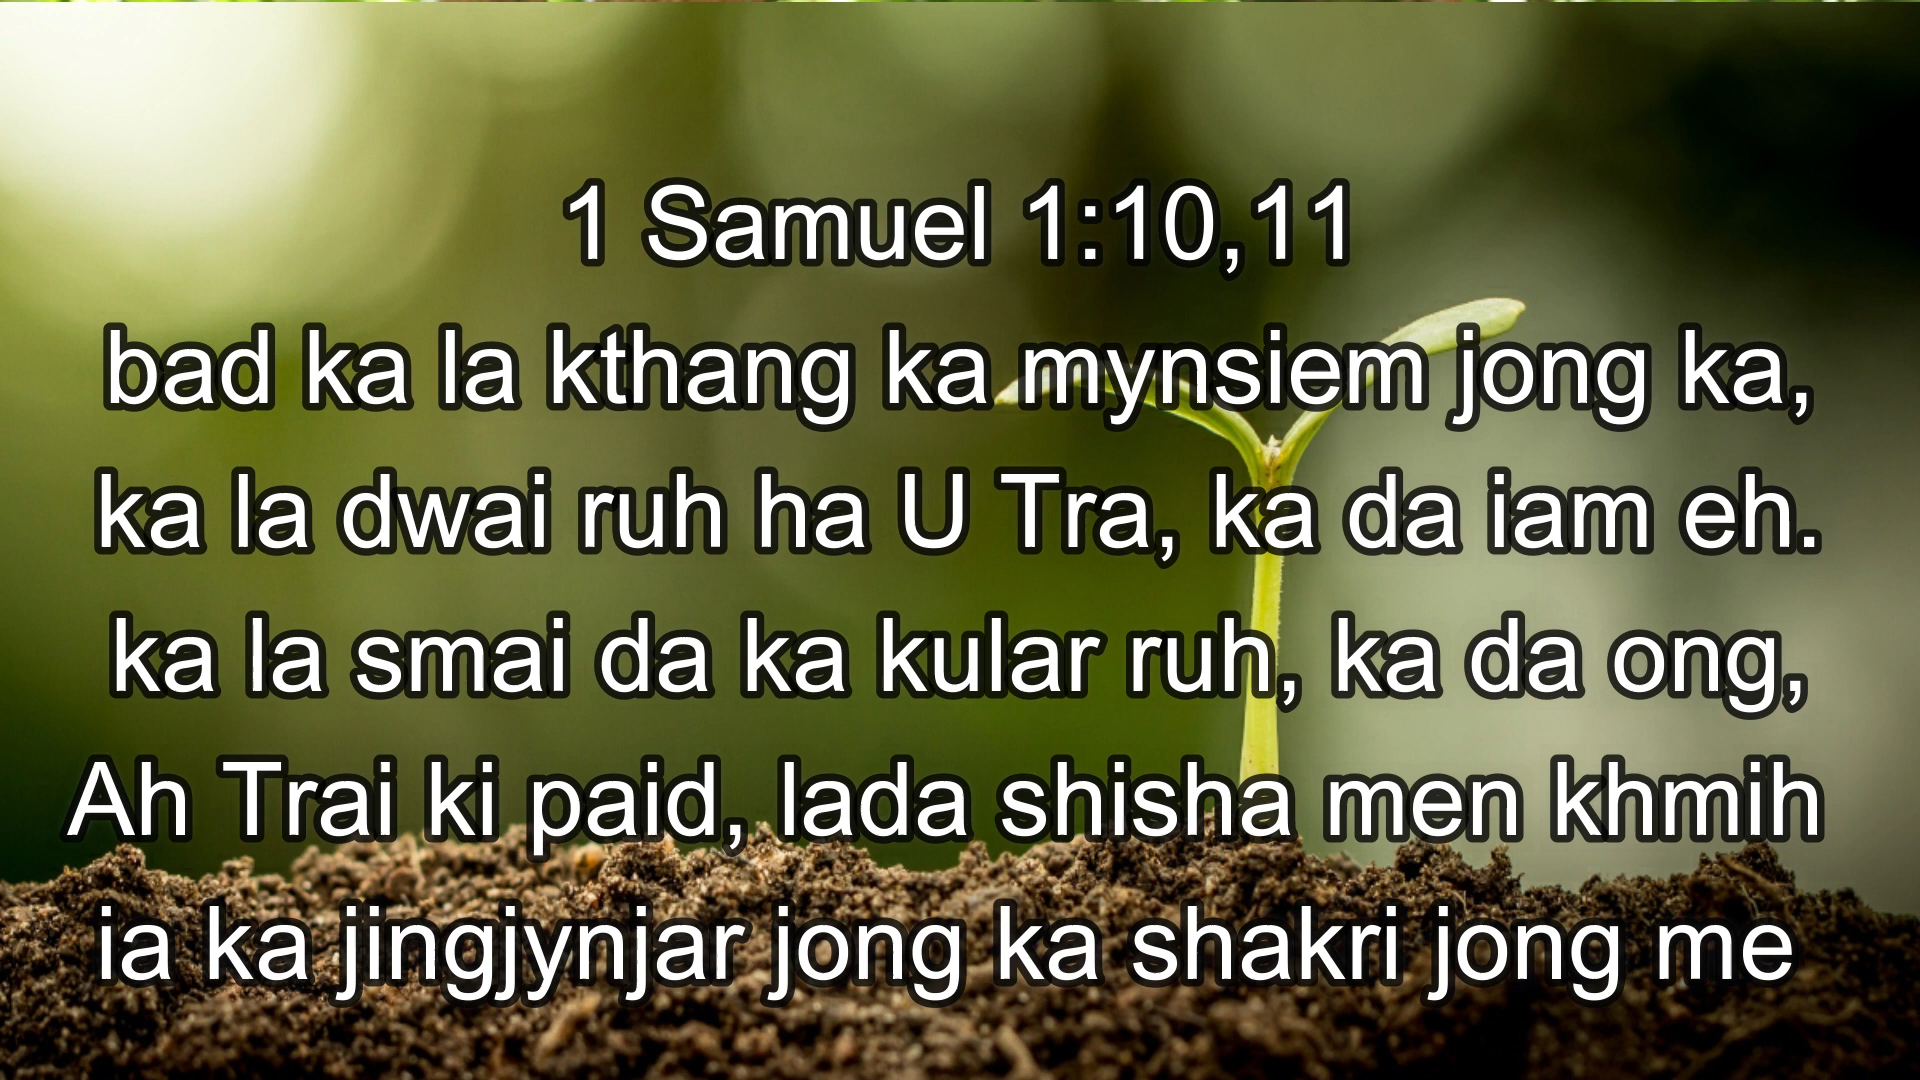 1 Samuel 1:10,11
bad ka la kthang ka mynsiem jong ka,
ka la dwai ruh ha U Tra, ka da iam eh.
ka la smai da ka kular ruh, ka da ong,
Ah Trai ki paid, lada shisha men khmih
ia ka jingjynjar jong ka shakri jong me